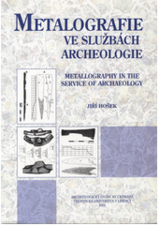 METALOGRAFIE
VE SLUŽBÁCH
ARCHEOLOGIE
METALLOGRAPHY IN THE
SERVICE OF ARCHAEOLOGY
JIŘÍ HOŠEK